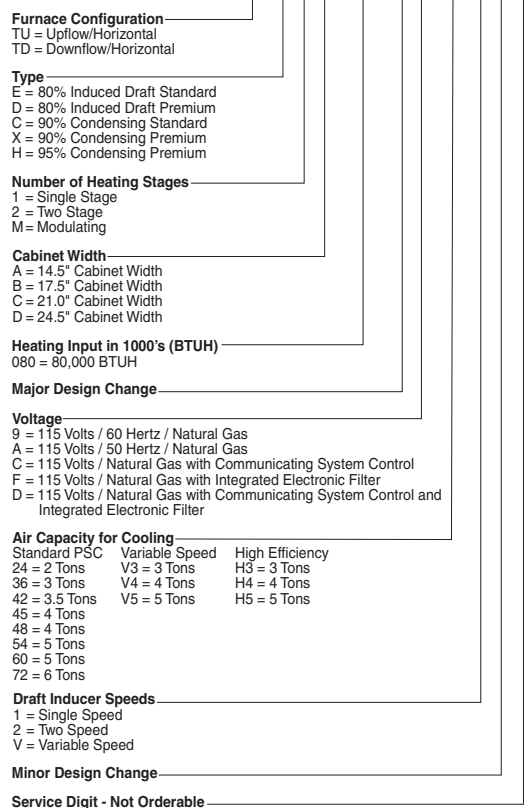 Furnace Configuration
TU = Upflow/Horizontal
TD = Downflow/Horizontal
Type
E = 80% Induced Draft Standard
D = 80% Induced Draft Premium
C = 90% Condensing Standard
X = 90% Condensing Premium
H = 95% Condensing Premium
Number of Heating Stages
1 = Single Stage
2 = Two Stage
M = Modulating
Cabinet Width
A = 14.5" Cabinet Width
B = 17.5" Cabinet Width
C = 21.0" Cabinet Width
D = 24.5" Cabinet Width
Heating Input in 1000's (BTUH)
080 = 80,000 BTUH
Major Design Change
Voltage
9 = 115 Volts / 60 Hertz / Natural Gas
A = 115 Volts / 50 Hertz / Natural Gas
C = 115 Volts / Natural Gas with Communicating System Control
F = 115 Volts / Natural Gas with Integrated Electronic Filter
D = 115 Volts / Natural Gas with Communicating System Control and
Integrated Electronic Filter
Air Capacity for Cooling
Standard PSC Variable Speed High Efficiency
24 = 2 Tons V3 = 3 Tons H3 = 3 Tons
36 = 3 Tons V4 = 4 Tons H4 = 4 Tons
42 = 3.5 Tons V5 = 5 Tons H5 = 5 Tons
45 = 4 Tons
48 = 4 Tons
54 = 5 Tons
60 = 5 Tons
72 = 6 Tons
Draft Inducer Speeds
1 = Single Speed
2 = Two Speed
V = Variable Speed
Minor Design Change
Service Digit - Not Orderable